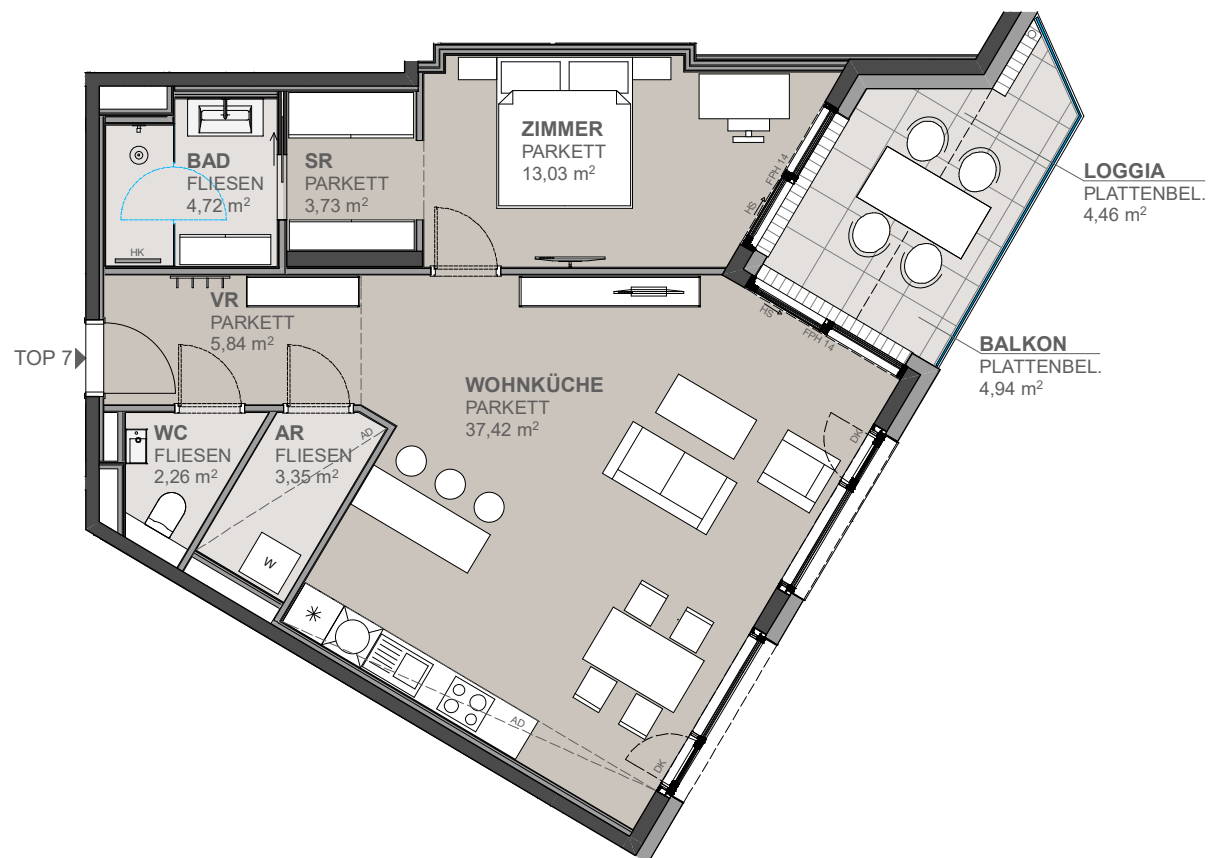 ZIMMER
PARKETT
13,03 m²
BAD
FLIESEN
4,72 m²
SR
PARKETT
3,73 m²
HK
FPH 14
HS
LOGGIA
PLATTENBEL.
4,46 m²
VR
PARKETT
5,84 m²
HS
FPH 14
BALKON
PLATTENBEL.
4,94 m²
TOP 7
WOHNKÜCHE
PARKETT
37,42 m²
WC
FLIESEN
2,26 m²
AR
FLIESEN
3,35 m²
AD
DK
W
AD
DK